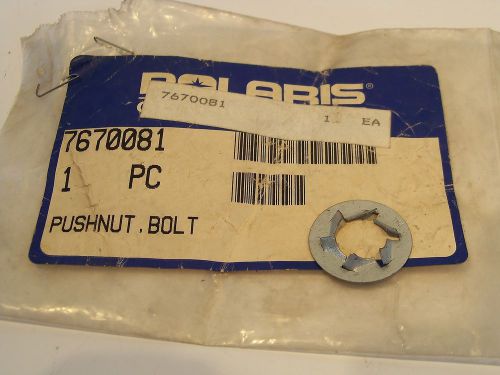 POLARIS®
7670081
1 EA
7670081
1 PC
PUSHNUT, BOLT